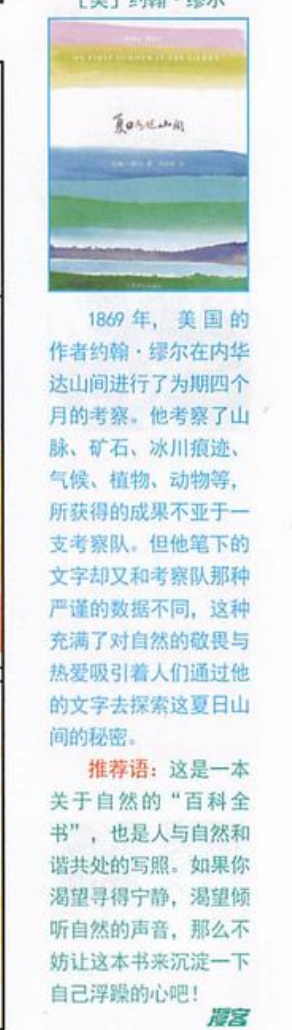 [美] 约翰·缪尔
MY FIRST SUMMER IN THE SIERRA
夏日走过山间
1869 年，美国的
作者约翰·缪尔在内华
达山间进行了为期四个
月的考察。他考察了山
脉、矿石、冰川痕迹、
气候、植物、动物等，
所获得的成果不亚于一
支考察队。但他笔下的
文字却又和考察队那种
严谨的数据不同，这种
充满了对自然的敬畏与
热爱吸引着人们通过他
的文字去探索这夏日山
间的秘密。
推荐语：这是一本
关于自然的“百科全
书”，也是人与自然和
谐共处的写照。如果你
渴望寻得宁静，渴望倾
听自然的声音，那么不
妨让这本书来沉淀一下
自己浮躁的心吧！
漫客